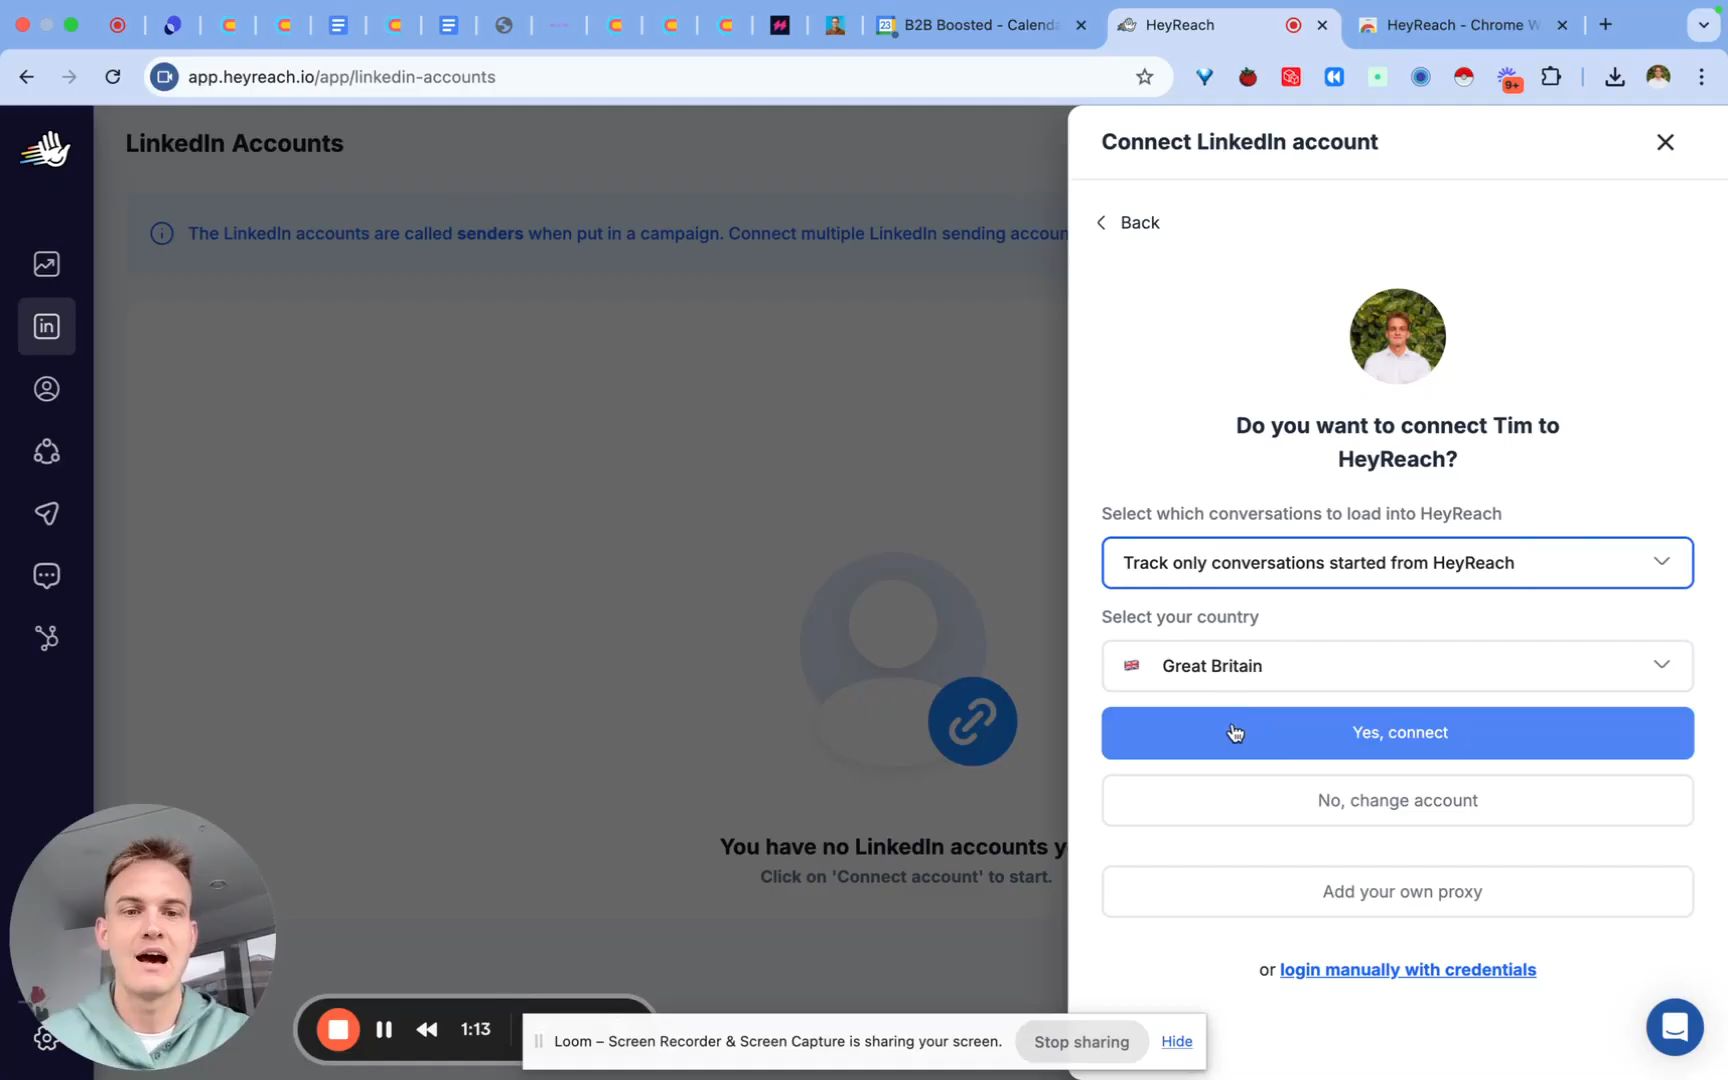 B2B Boosted - Calenda
HeyReach
HeyReach - Chrome W
app.heyreach.io/app/linkedin-accounts
9+
LinkedIn Accounts
The LinkedIn accounts are called senders when put in a campaign. Connect multiple LinkedIn sending accoun
You have no LinkedIn accounts y
Click on 'Connect account' to start.
Connect LinkedIn account
Back
Do you want to connect Tim to
HeyReach?
Select which conversations to load into HeyReach
Track only conversations started from HeyReach
Select your country
Great Britain
Yes, connect
No, change account
Add your own proxy
or login manually with credentials
1:13
Loom – Screen Recorder & Screen Capture is sharing your screen.
Stop sharing
Hide